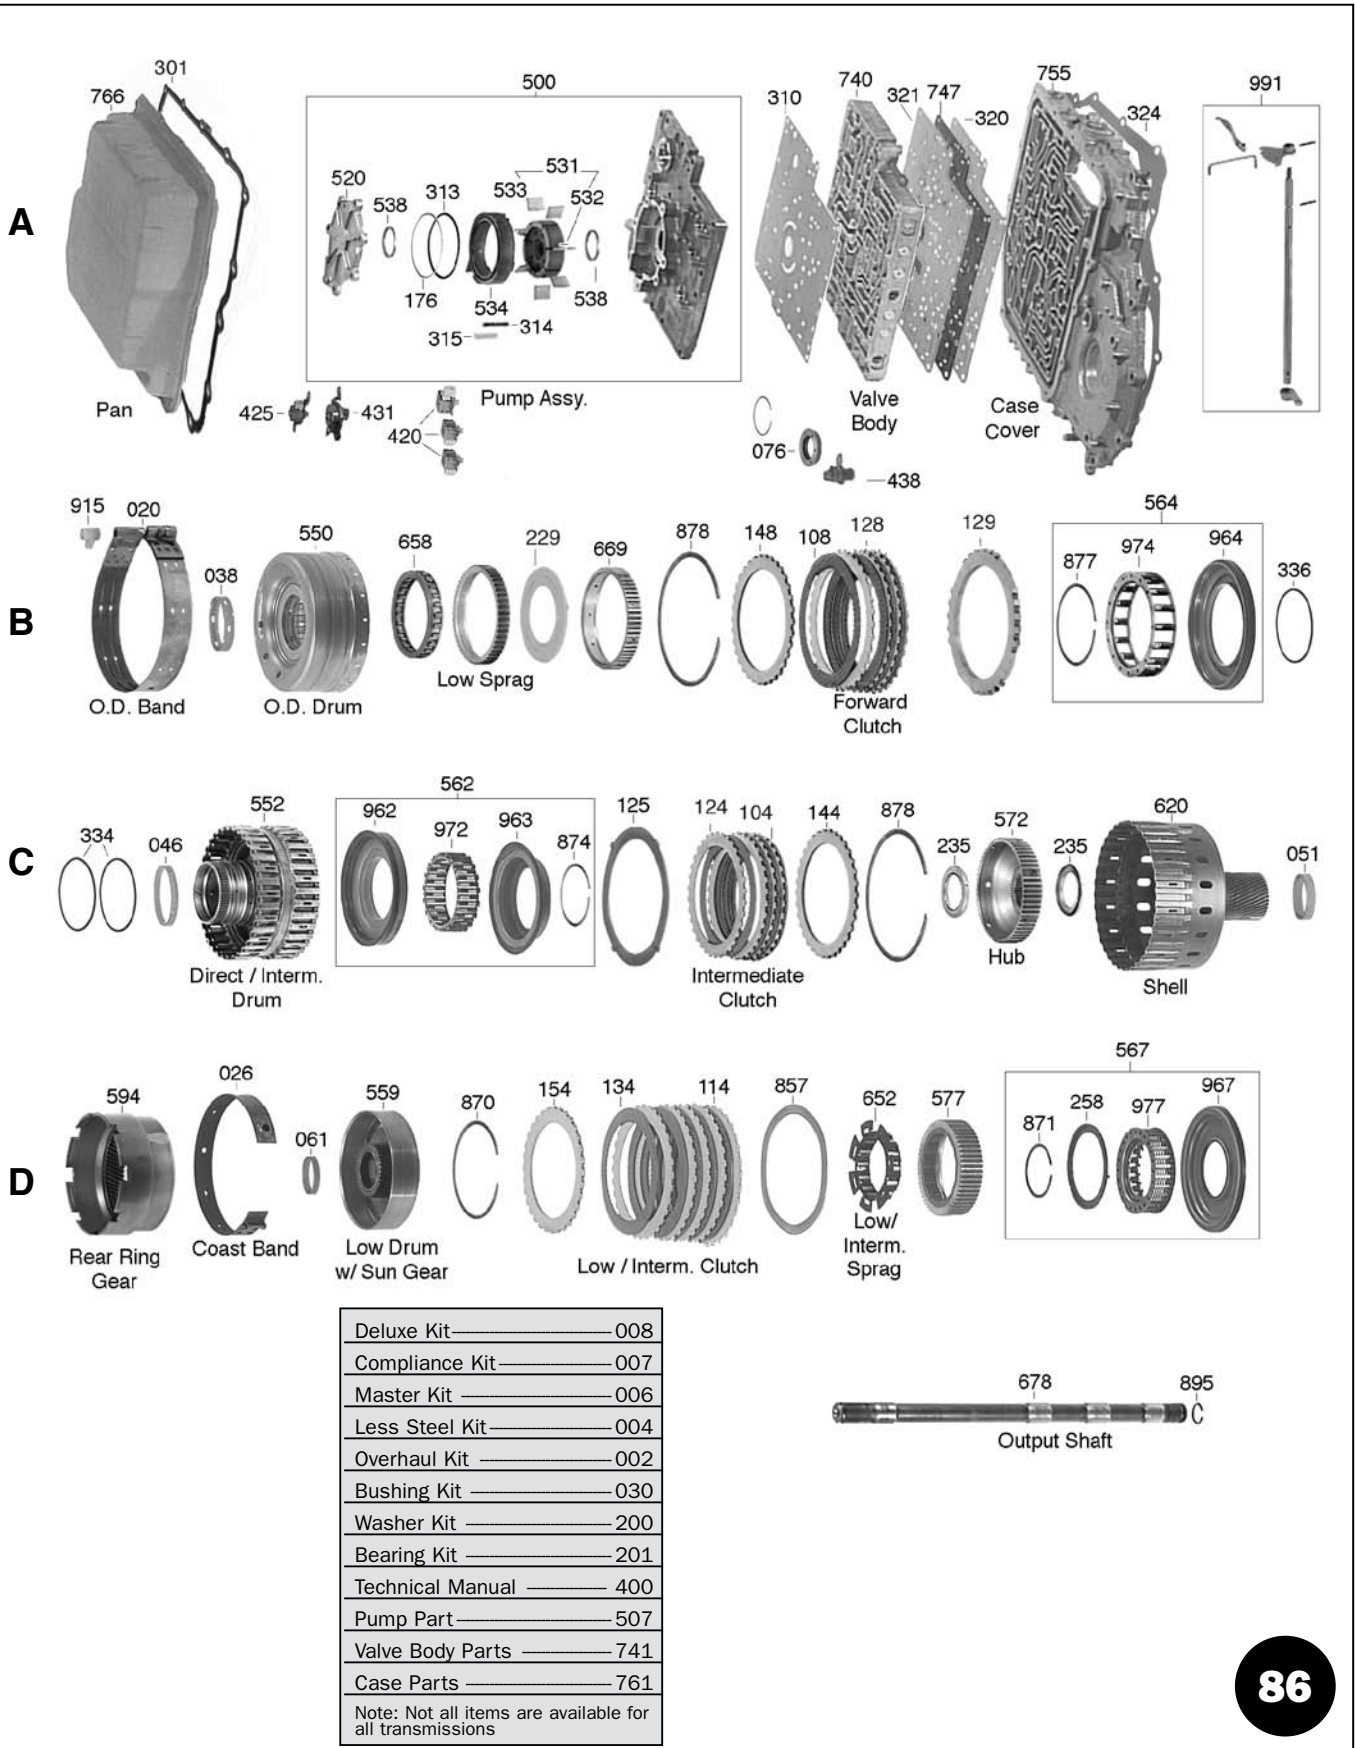 A
766
301
Pan
500
520
538
313
176
534
533
531
532
538
315
314
Pump Assy.
425
431
420
310
740
321
747
320
755
324
Valve
Body
Case
Cover
076
438
991
B
915
020
O.D. Band
038
550
O.D. Drum
658
229
669
Low Sprag
878
148
108
128
Forward
Clutch
129
564
877
974
964
336
C
334
046
552
Direct / Interm.
Drum
562
962
972
963
874
125
124
104
Intermediate
Clutch
144
878
235
572
Hub
235
620
Shell
051
D
594
Rear Ring
Gear
026
Coast Band
061
559
Low Drum
w/ Sun Gear
870
154
134
114
Low / Interm. Clutch
857
652
Low/
Interm.
Sprag
577
567
871
258
977
967
Deluxe Kit 008
Compliance Kit 007
Master Kit 006
Less Steel Kit 004
Overhaul Kit 002
Bushing Kit 030
Washer Kit 200
Bearing Kit 201
Technical Manual 400
Pump Part 507
Valve Body Parts 741
Case Parts 761
Note: Not all items are available for
all transmissions
678
895
Output Shaft
86